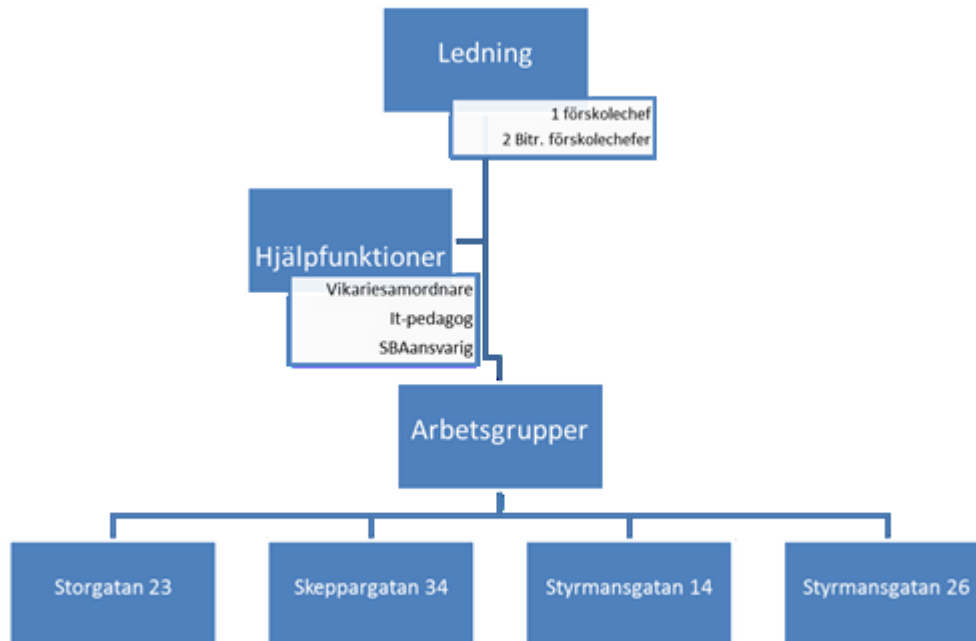 Ledning
1 förskolechef
2 Bitr. förskolechefer
Hjälpfunktioner
Vikariesamordnare
It-pedagog
SBAansvarig
Arbetsgrupper
Storgatan 23
Skeppargatan 34
Styrmansgatan 14
Styrmansgatan 26